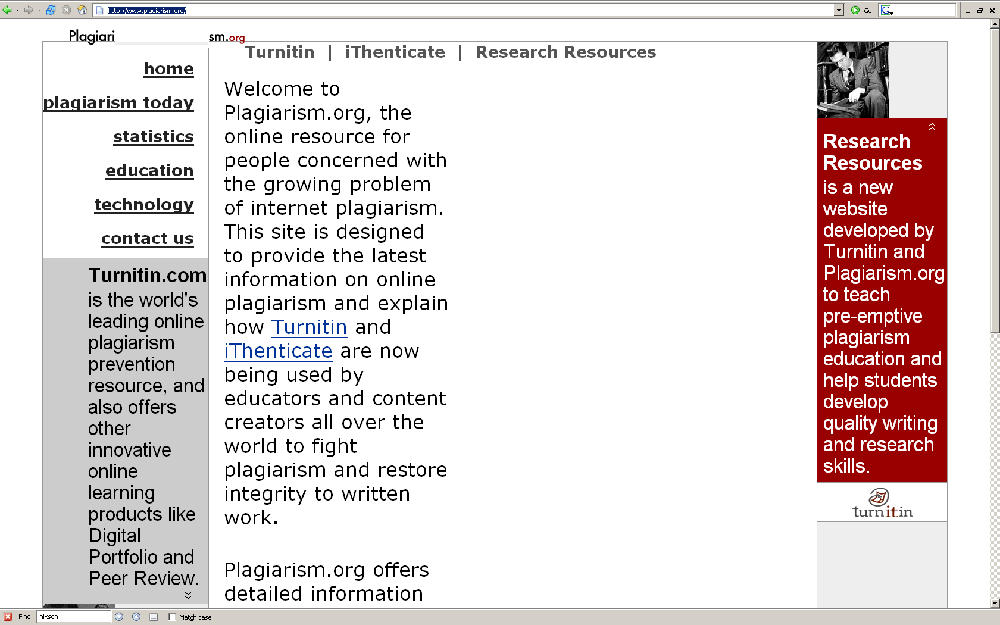 http://www.plagiarism.org/
Go
Plagiari sm.org
Turnitin | iThenticate | Research Resources
home
plagiarism today
statistics
education
technology
contact us
Turnitin.com
is the world's
leading online
plagiarism
prevention
resource, and
also offers
other
innovative
online
learning
products like
Digital
Portfolio and
Peer Review.
Welcome to
Plagiarism.org, the
online resource for
people concerned with
the growing problem
of internet plagiarism.
This site is designed
to provide the latest
information on online
plagiarism and explain
how Turnitin and
iThenticate are now
being used by
educators and content
creators all over the
world to fight
plagiarism and restore
integrity to written
work.
Plagiarism.org offers
detailed information
Research
Resources
is a new
website
developed by
Turnitin and
Plagiarism.org
to teach
pre-emptive
plagiarism
education and
help students
develop
quality writing
and research
skills.
turnitin
Find: hixson Match case